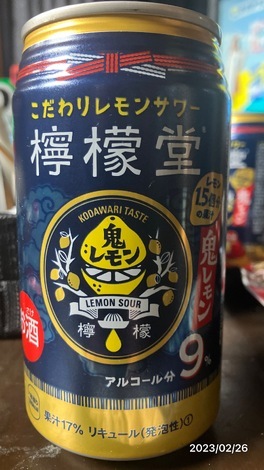 こだわりレモンサワー
檸檬堂
レモン
1.5個分
の果汁
KODAWARI TASTE
鬼
レモン
LEMON SOUR
檸 檬
鬼レモン
お酒
アルコール分 9%
果汁17% リキュール(発泡性)①
2023/02/26